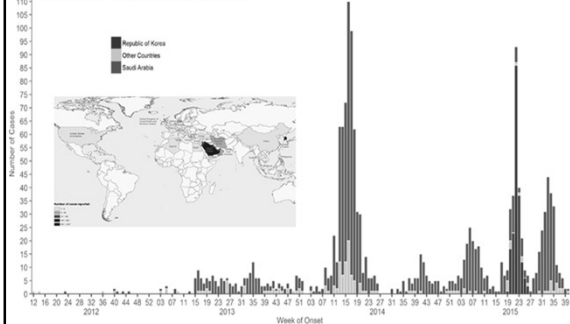 110
105
100
95
90
85
80
75
70
65
60
55
50
45
40
35
30
25
20
15
10
5
0
Number of Cases
Republic of Korea
Other Countries
Saudi Arabia
Number of cases reported
12 16 20 24 28 32 36 40 44 48 52 03 07 11 15 19 23 27 31 35 39 43 47 51 03 07 11 15 19 23 27 31 35 39 43 47 51 03 07 11 15 19 23 27 31 35 39
2012 2013 2014 2015
Week of Onset